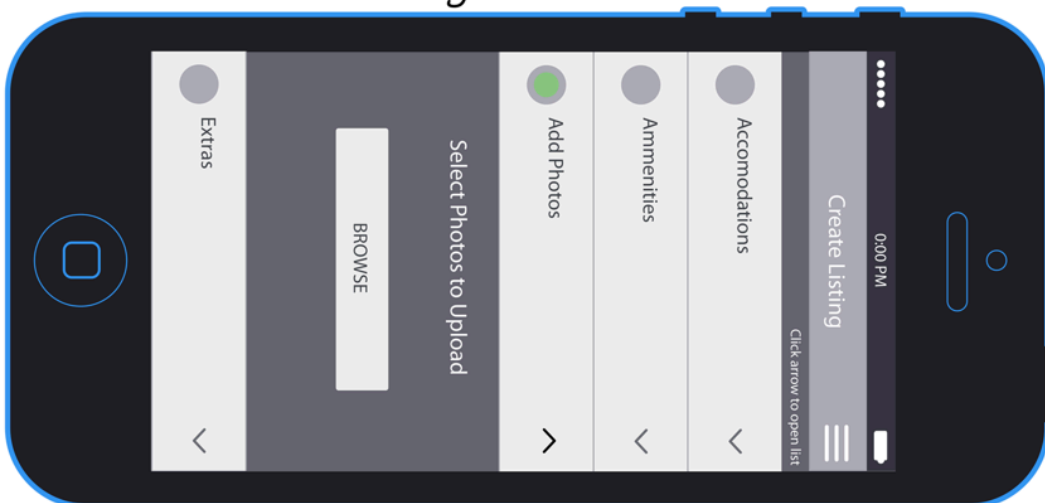 0:00 PM
Create Listing
Click arrow to open list
Accomodations
Ammenities
Add Photos
Select Photos to Upload
BROWSE
Extras